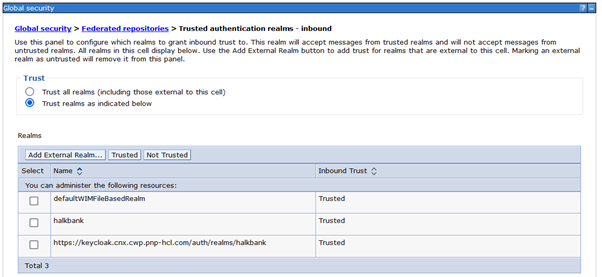 Global security
? –
Global security > Federated repositories > Trusted authentication realms - inbound
Use this panel to configure which realms to grant inbound trust to. This realm will accept messages from trusted realms and will not accept messages from
untrusted realms. All realms in this cell display below. Use the Add External Realm button to add trust for realms that are external to this cell. Marking an external
realm as untrusted will remove it from this panel.
Trust
Trust all realms (including those external to this cell)
Trust realms as indicated below
Realms
Add External Realm... Trusted Not Trusted
Select Name Inbound Trust
You can administer the following resources:
defaultWIMFileBasedRealm Trusted
halkbank Trusted
https://keycloak.cnx.cwp.pnp-hcl.com/auth/realms/halkbank Trusted
Total 3